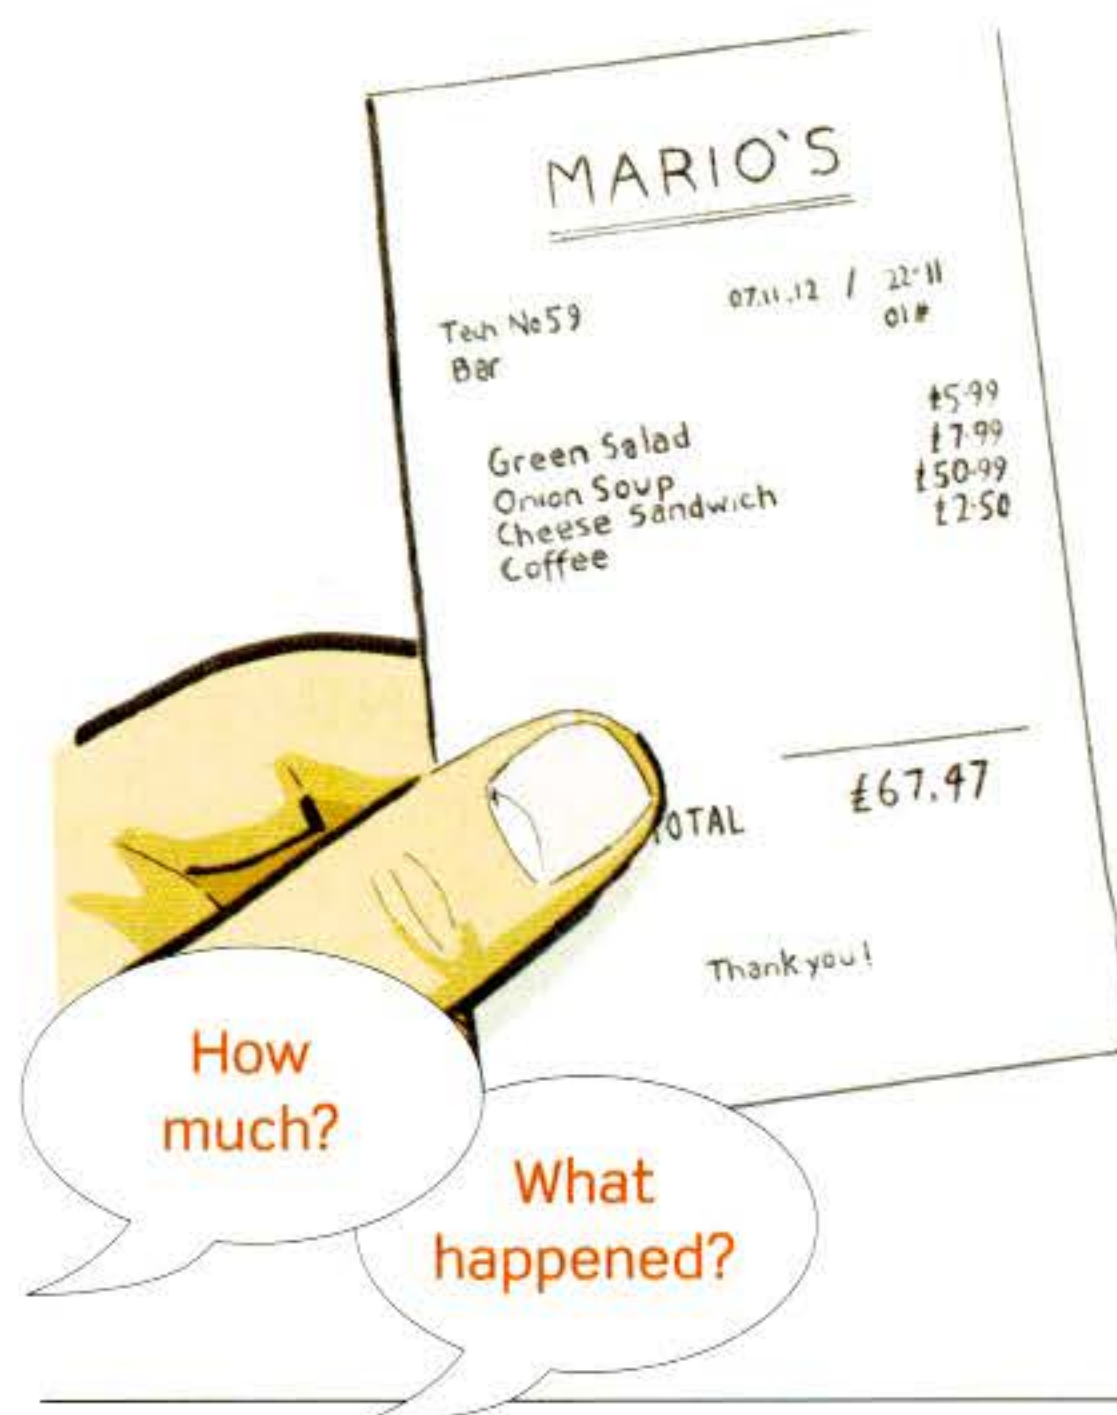 MARIO'S
Tech No59 07.11.12 / 22-11
Bar 01#
Green Salad £5.99
Onion Soup £7.99
Cheese Sandwich £50.99
Coffee £2.50
TOTAL £67.47
Thank you!
How
much?
What
happened?